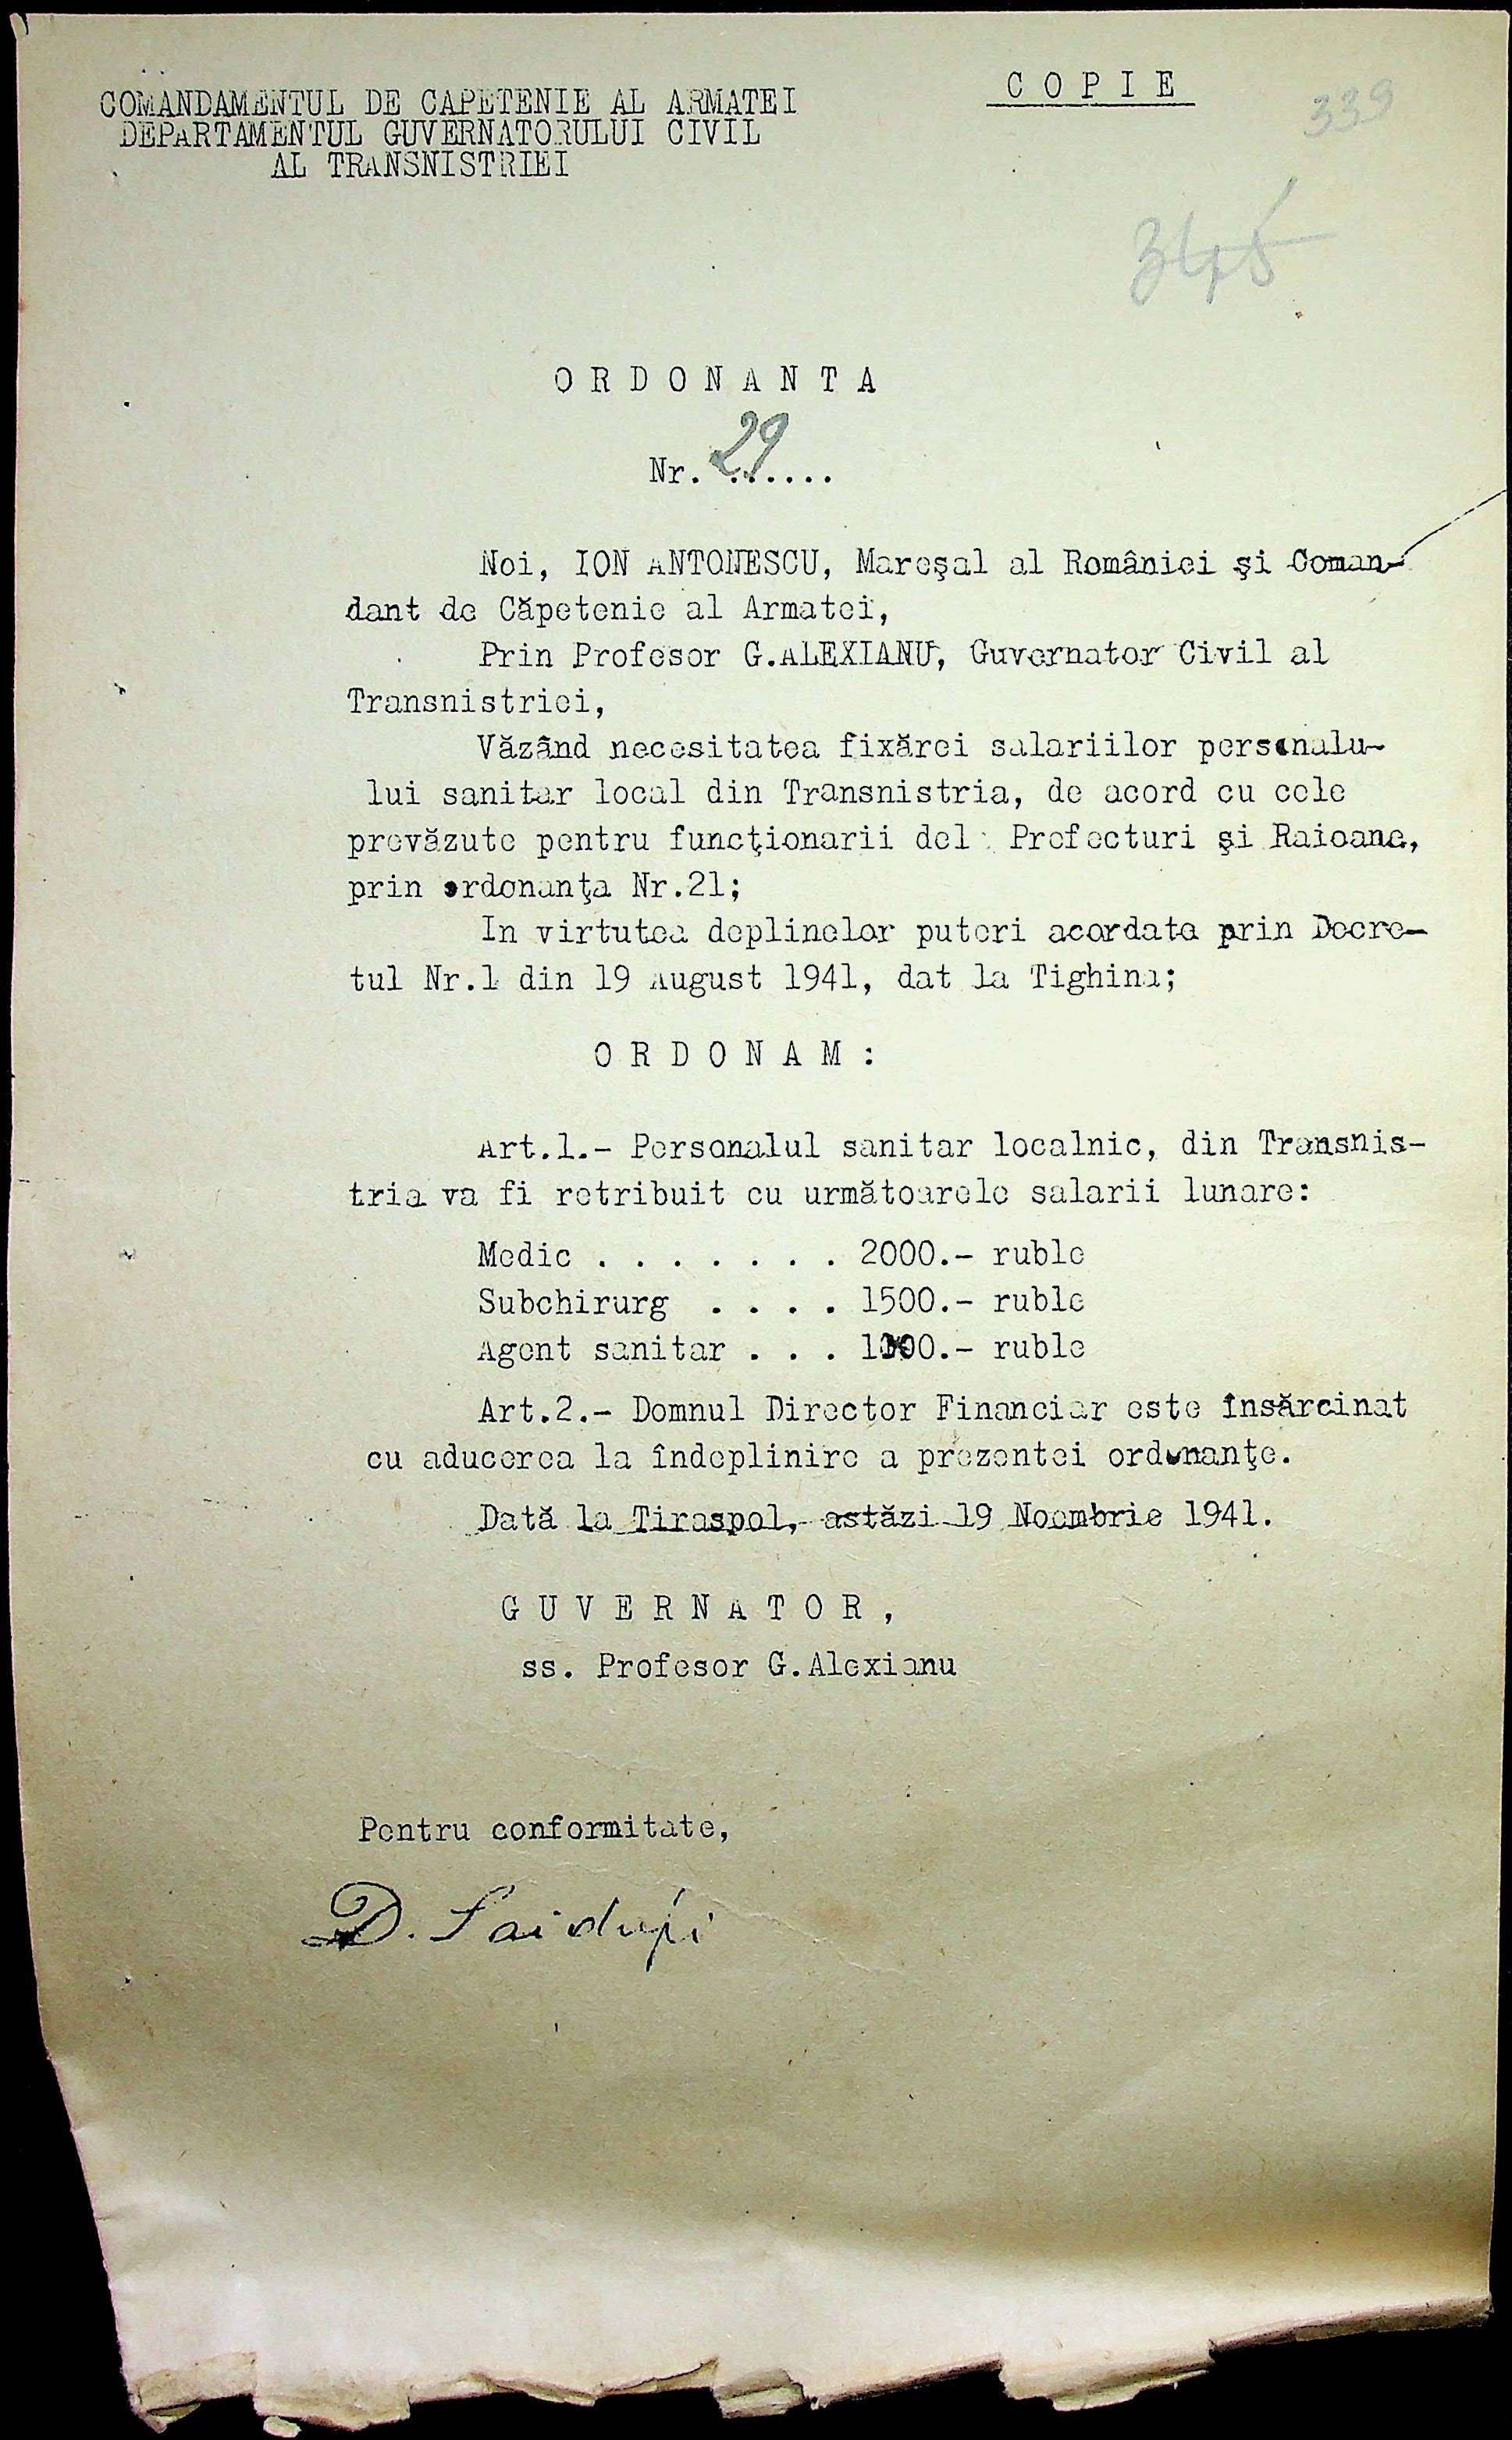 COPIE
339
COMANDAMENTUL DE CAPETENIE AL ARMATEI
DEPARTAMENTUL GUVERNATORULUI CIVIL
AL TRANSNISTRIEI
345
ORDONANTA
Nr. 29......
Noi, ION ANTONESCU, Mareşal al României şi Coman-
dant de Căpetenie al Armatei,
Prin Profesor G.ALEXIANU, Guvernator Civil al
Transnistriei,
Văzând necesitatea fixărei salariilor personalu-
lui sanitar local din Transnistria, de acord cu cele
prevăzute pentru funcţionarii del Prefecturi şi Raioane,
prin ordonanţa Nr.21;
In virtutea deplinelor puteri acordate prin Decre-
tul Nr.1 din 19 August 1941, dat la Tighina;
ORDONAM:
Art.1.- Personalul sanitar localnic, din Transnis-
tria va fi retribuit cu următoarele salarii lunare:
Medic . . . . . . . 2000.- ruble
Subchirurg . . . . 1500.- ruble
Agent sanitar . . . 1000.- ruble
Art.2.- Domnul Director Financiar este însărcinat
cu aducerea la îndeplinire a prezentei ordonanţe.
Dată la Tiraspol, astăzi 19 Noembrie 1941.
GUVERNATOR,
ss. Profesor G.Alexianu
Pentru conformitate,
D.